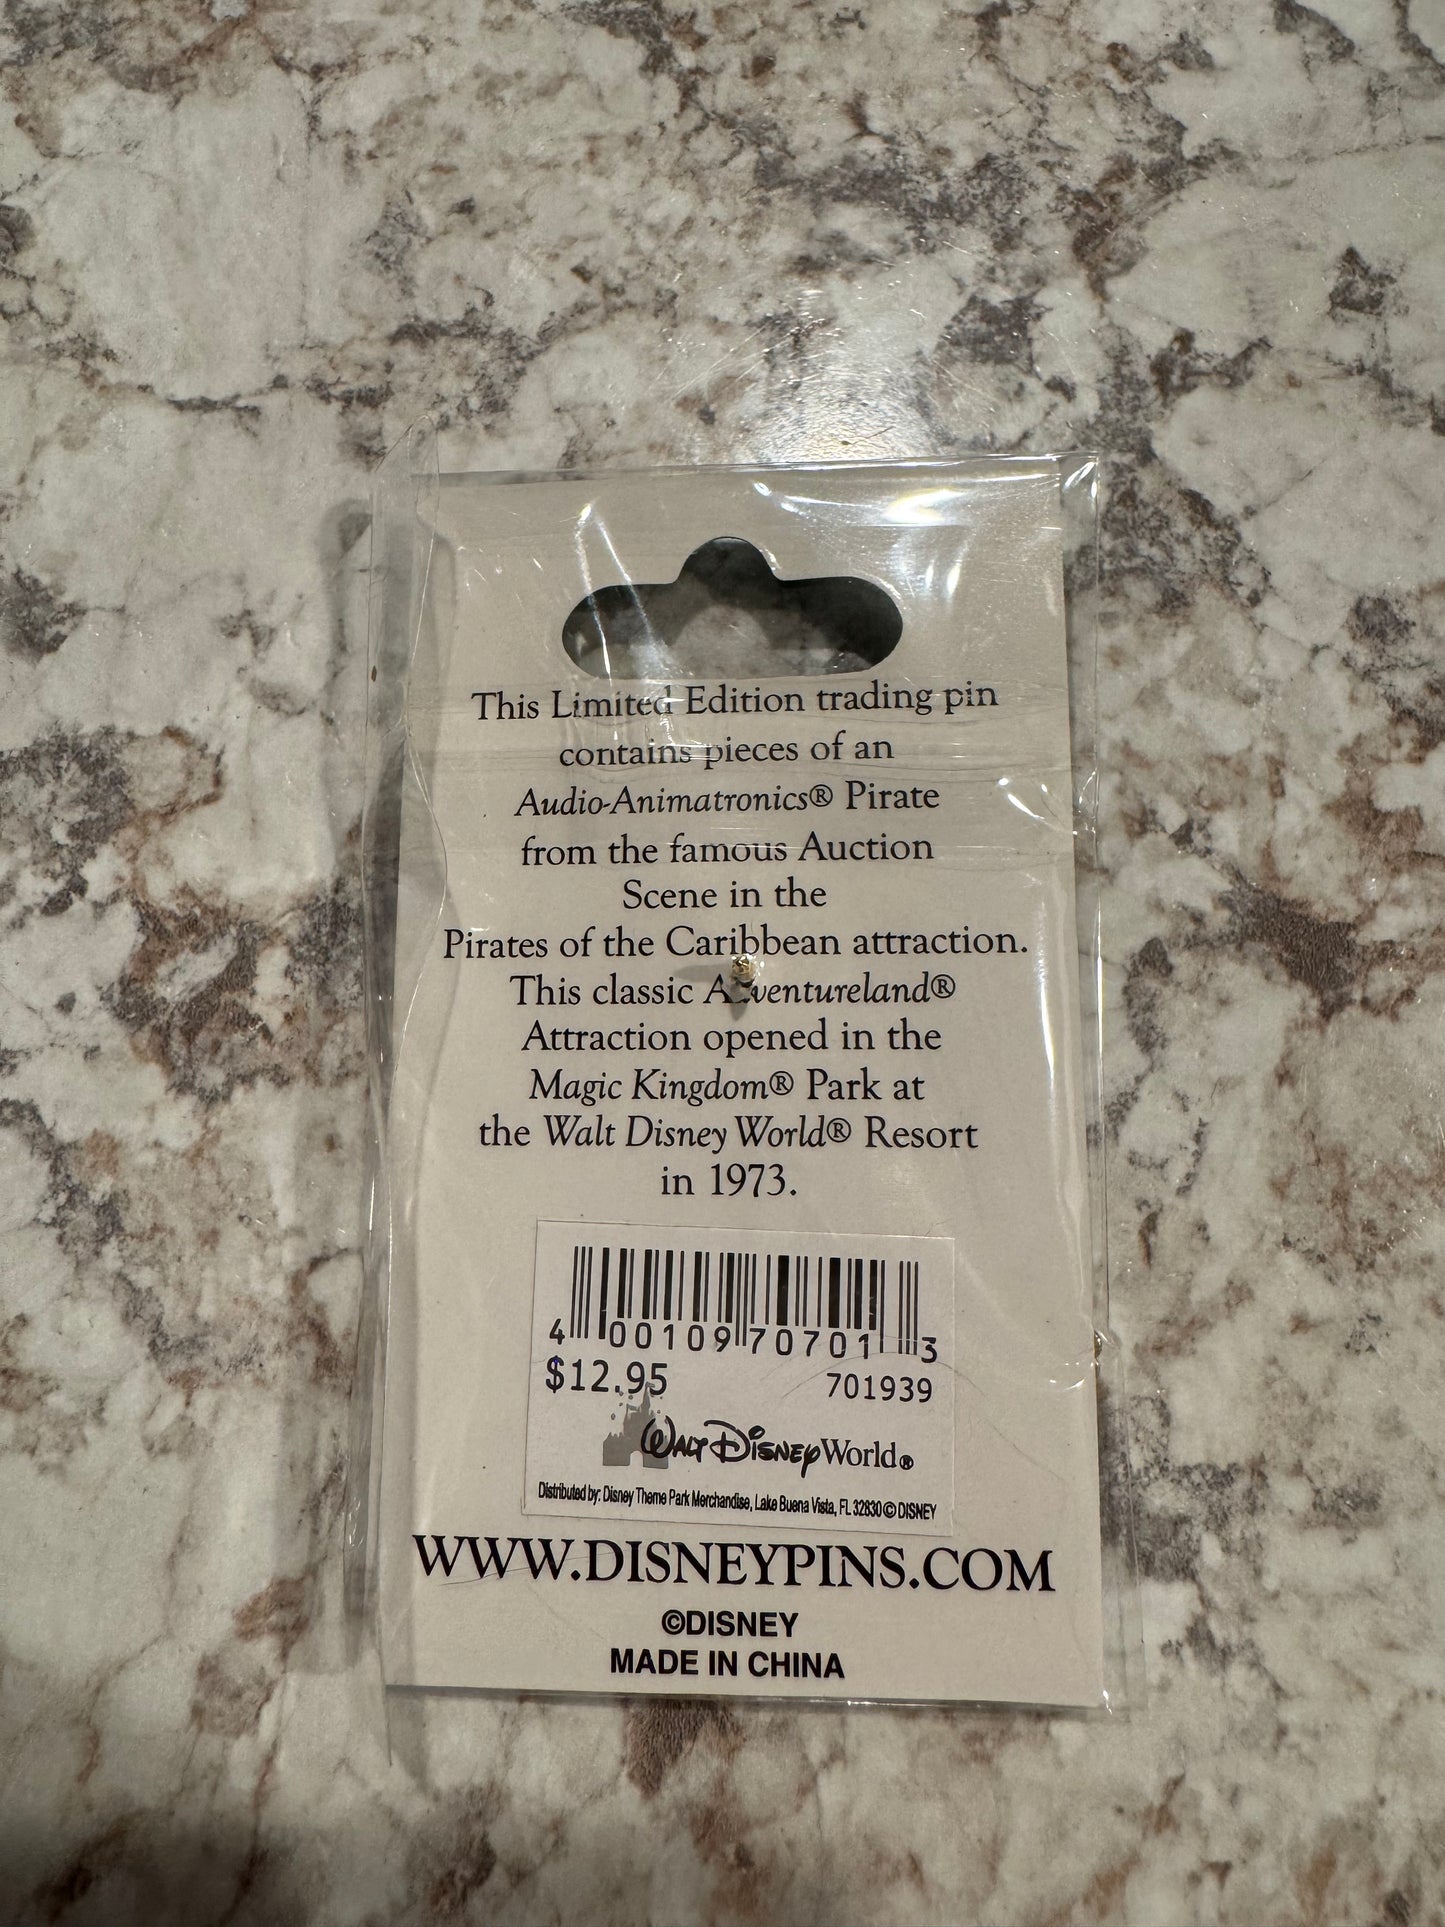 This Limited Edition trading pin
contains pieces of an
Audio-Animatronics® Pirate
from the famous Auction
Scene in the
Pirates of the Caribbean attraction.
This classic Adventureland®
Attraction opened in the
Magic Kingdom® Park at
the Walt Disney World® Resort
in 1973.
4 00109 70701 3
$12.95 701939
Walt Disney World®
Distributed by: Disney Theme Park Merchandise, Lake Buena Vista, FL 32830 © DISNEY
WWW.DISNEYPINS.COM
©DISNEY
MADE IN CHINA